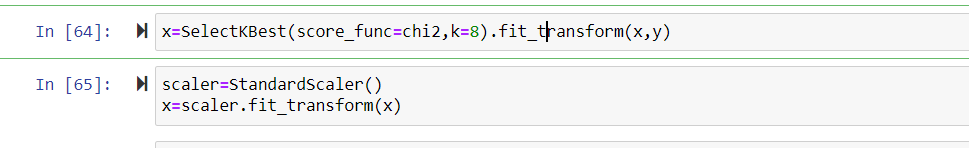 In [64]: x=SelectKBest(score_func=chi2,k=8).fit_transform(x,y)
In [65]: scaler=StandardScaler()
x=scaler.fit_transform(x)